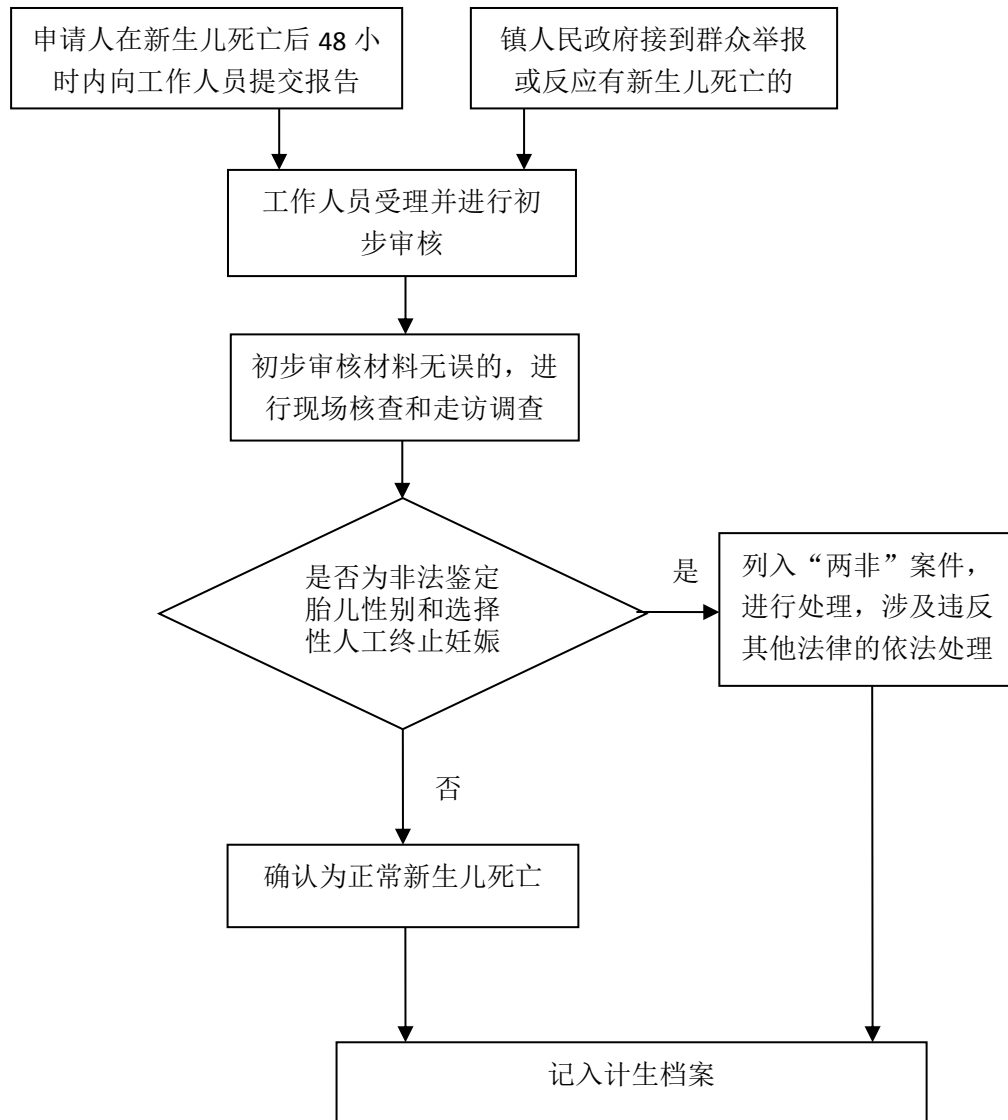 申请人在新生儿死亡后 48 小
时内向工作人员提交报告
镇人民政府接到群众举报
或反应有新生儿死亡的
工作人员受理并进行初
步审核
初步审核材料无误的，进
行现场核查和走访调查
是否为非法鉴定
胎儿性别和选择
性人工终止妊娠
是
列入“两非”案件，
进行处理，涉及违反
其他法律的依法处理
否
确认为正常新生儿死亡
记入计生档案